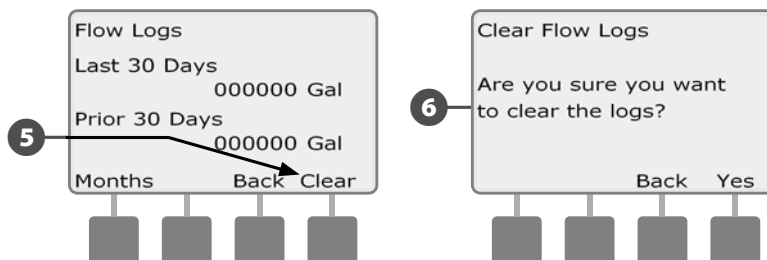 Flow Logs
Last 30 Days
000000 Gal
Prior 30 Days
000000 Gal
Months Back Clear
5
Clear Flow Logs
Are you sure you want
to clear the logs?
Back Yes
6